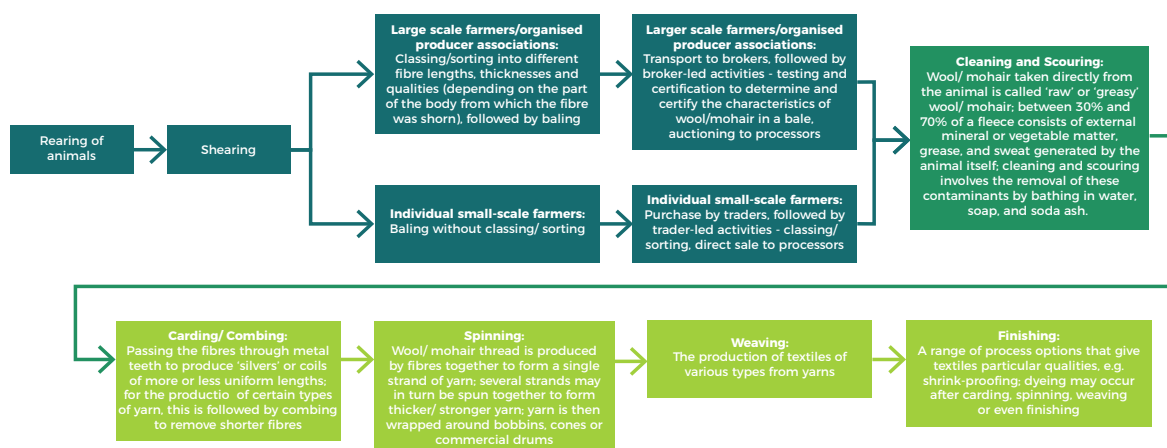 Rearing of
animals
Shearing
Large scale farmers/organised
producer associations:
Classing/sorting into different
fibre lengths, thicknesses and
qualities (depending on the
part of the body from which the fibre
was shorn), followed by baling
Larger scale farmers/organised
producer associations:
Transport to brokers, followed by
broker-led activities - testing and
certification to determine and
certify the characteristics of
wool/mohair in a bale,
auctioning to processors
Individual small-scale farmers:
Baling without classing/ sorting
Individual small-scale farmers:
Purchase by traders, followed by
trader-led activities - classing/
sorting, direct sale to processors
Cleaning and Scouring:
Wool/ mohair taken directly from
the animal is called ‘raw’ or ‘greasy’
wool/ mohair; between 30% and
70% of a fleece consists of external
mineral or vegetable matter,
grease, and sweat generated by the
animal itself; cleaning and scouring
involves the removal of these
contaminants by bathing in water,
soap, and soda ash.
Carding/ Combing:
Passing the fibres through metal
teeth to produce ‘silvers’ or coils
of more or less uniform lengths;
for the productio of certain types
of yarn, this is followed by combing
to remove shorter fibres
Spinning:
Wool/ mohair thread is produced
by fibres together to form a single
strand of yarn; several strands may
in turn be spun together to form
thicker/ stronger yarn; yarn is then
wrapped around bobbins, cones or
commercial drums
Weaving:
The production of textiles of
various types from yarns
Finishing:
A range of process options that give
textiles particular qualities, e.g.
shrink-proofing; dyeing may occur
after carding, spinning, weaving
or even finishing